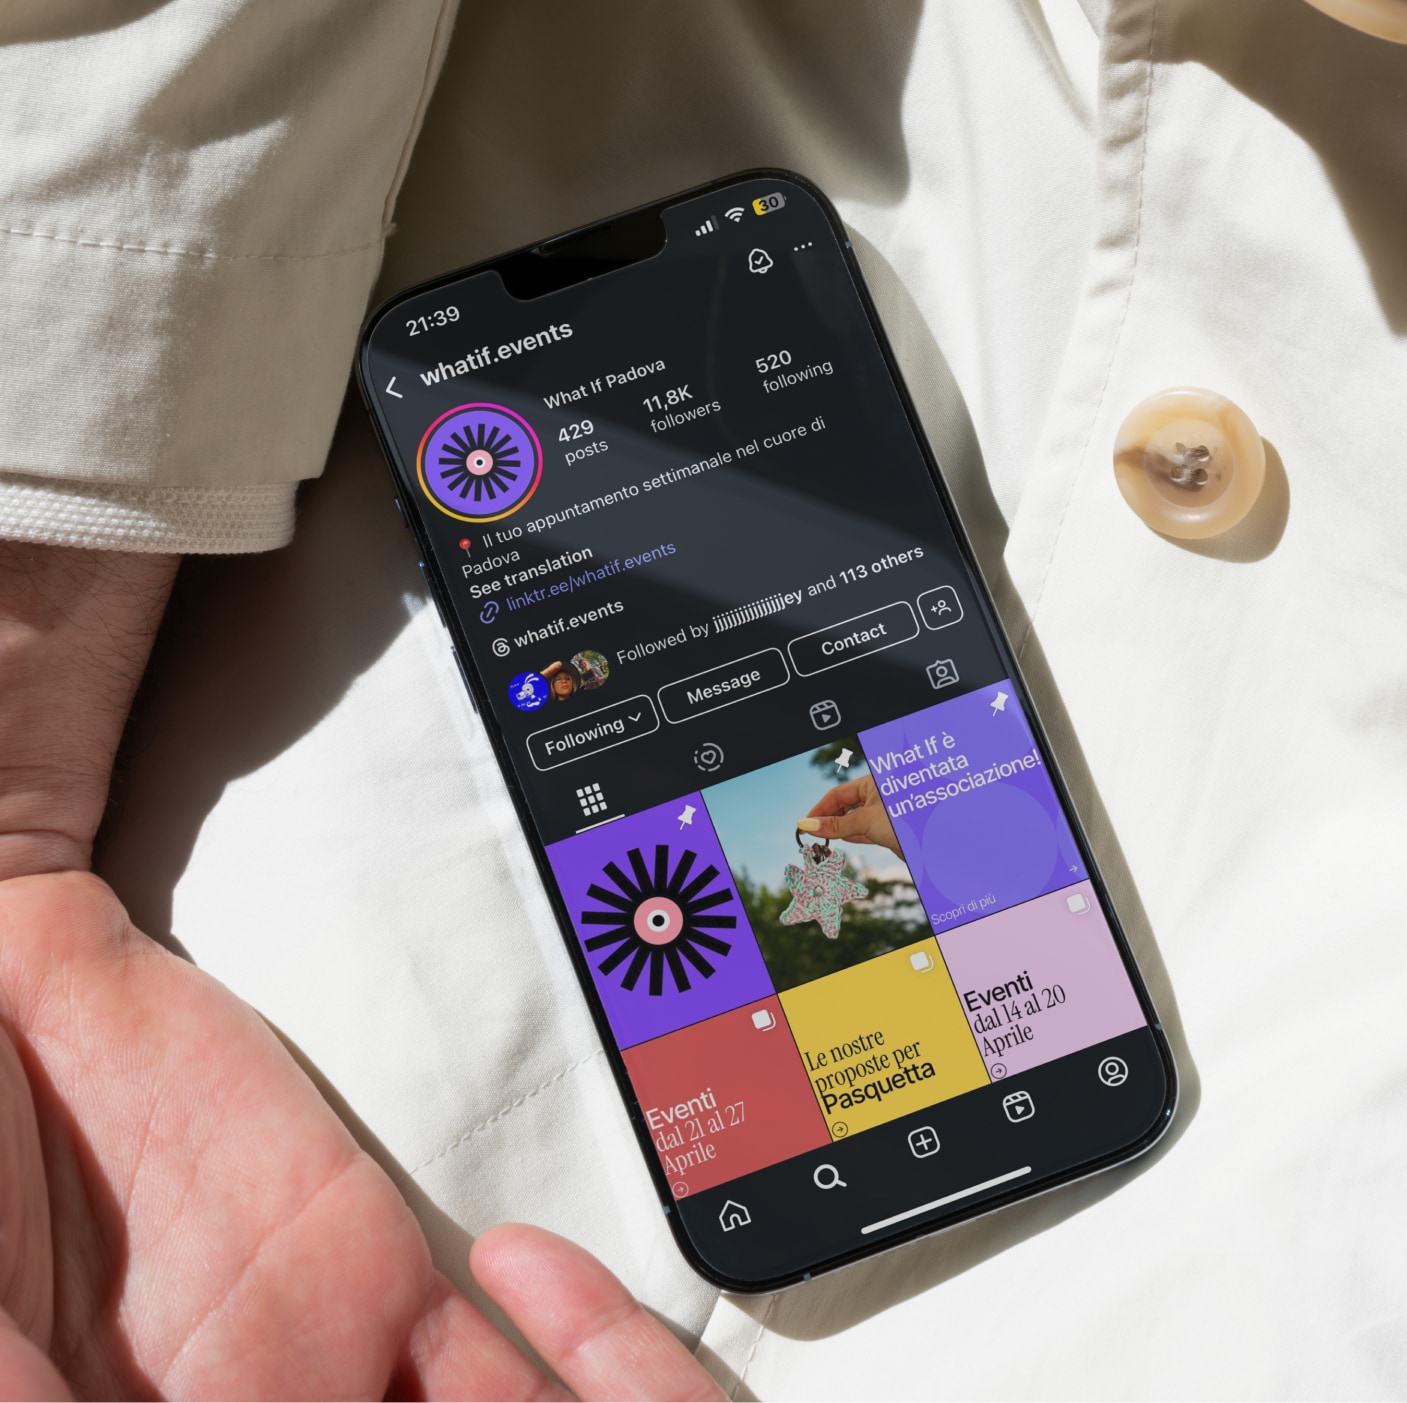 21:39
30
whatif.events
What If Padova
429
posts
11,8K
followers
520
following
Il tuo appuntamento settimanale nel cuore di
Padova
See translation
linktr.ee/whatif.events
whatif.events
Followed by jjjjjjjjjjjjjjjey and 113 others
Following
Message
Contact
What If è
diventata
un'associazione!
Scopri di più
Eventi
dal 21 al 27
Aprile
Le nostre
proposte per
Pasquetta
Eventi
dal 14 al 20
Aprile